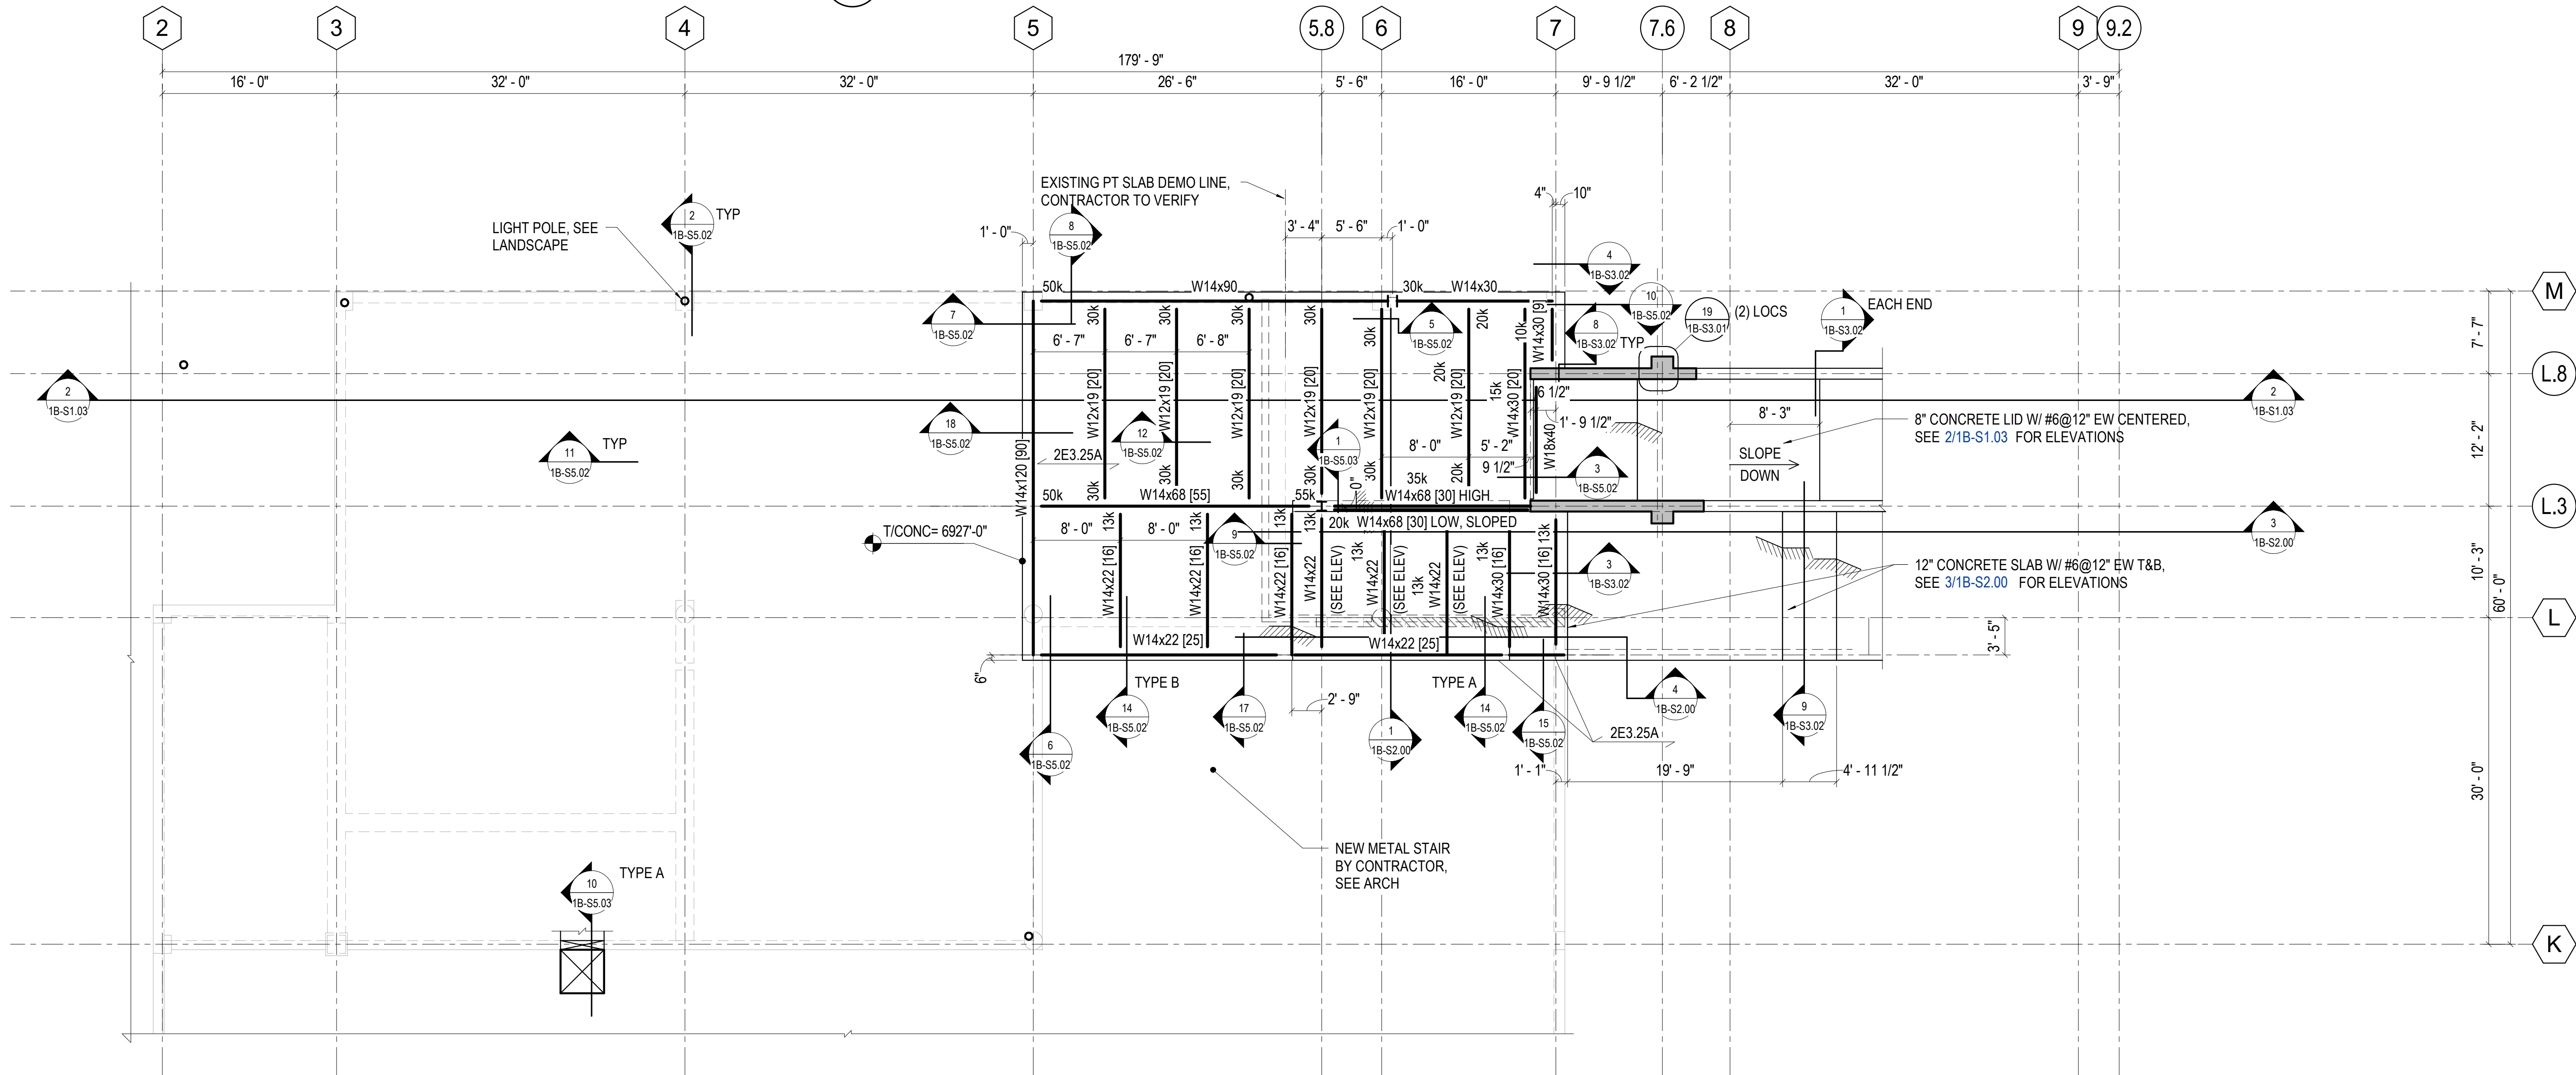 2
3
4
5
5.8
6
7
7.6
8
9
9.2
179' - 9"
16' - 0"
32' - 0"
32' - 0"
26' - 6"
5' - 6"
16' - 0"
9' - 9 1/2"
6' - 2 1/2"
32' - 0"
3' - 9"
EXISTING PT SLAB DEMO LINE,
CONTRACTOR TO VERIFY
4"
10"
LIGHT POLE, SEE
LANDSCAPE
2
1B-S5.02
TYP
8
1B-S5.02
1' - 0"
3' - 4"
5' - 6"
1' - 0"
4
1B-S3.02
M
50k
W14x90
30k
W14x30
10
1B-S5.02
19
1B-S3.01
(2) LOCS
1
1B-S3.02
EACH END
7
1B-S5.02
30k
30k
30k
30k
30k
5
1B-S5.02
20k
10k
W14x30 [9]
8
1B-S3.02
TYP
7' - 7"
6' - 7"
6' - 7"
6' - 8"
L.8
2
1B-S1.03
W12x19 [20]
W12x19 [20]
W12x19 [20]
W12x19 [20]
W12x19 [20]
20k
W12x19 [20]
15k
W14x30 [20]
6 1/2"
1' - 9 1/2"
8' - 3"
2
1B-S1.03
8" CONCRETE LID W/ #6@12" EW CENTERED,
SEE 2/1B-S1.03 FOR ELEVATIONS
18
1B-S5.02
12
1B-S5.02
1
1B-S5.03
8' - 0"
5' - 2"
W18x40
SLOPE
DOWN
12' - 2"
11
1B-S5.02
TYP
W14x120 [90]
2E3.25A
30k
30k
30k
30k
30k
20k
9 1/2"
35k
3
1B-S5.02
50k
W14x68 [55]
55k
W14x68 [30] HIGH
L.3
T/CONC= 6927'-0"
13k
13k
13k
13k
20k
W14x68 [30] LOW, SLOPED
13k
3
1B-S2.00
8' - 0"
8' - 0"
9
1B-S5.02
13k
13k
13k
W14x22 [16]
W14x22 [16]
W14x22 [16]
W14x22
(SEE ELEV)
W14x22
(SEE ELEV)
W14x22
(SEE ELEV)
W14x30 [16]
W14x30 [16]
3
1B-S3.02
12" CONCRETE SLAB W/ #6@12" EW T&B,
SEE 3/1B-S2.00 FOR ELEVATIONS
10' - 3"
60' - 0"
L
W14x22 [25]
W14x22 [25]
3' - 5"
6"
TYPE B
TYPE A
14
1B-S5.02
17
1B-S5.02
2' - 9"
14
1B-S5.02
15
1B-S5.02
4
1B-S2.00
9
1B-S3.02
6
1B-S5.02
1
1B-S2.00
2E3.25A
1' - 1"
19' - 9"
4' - 11 1/2"
30' - 0"
NEW METAL STAIR
BY CONTRACTOR,
SEE ARCH
10
1B-S5.03
TYPE A
K